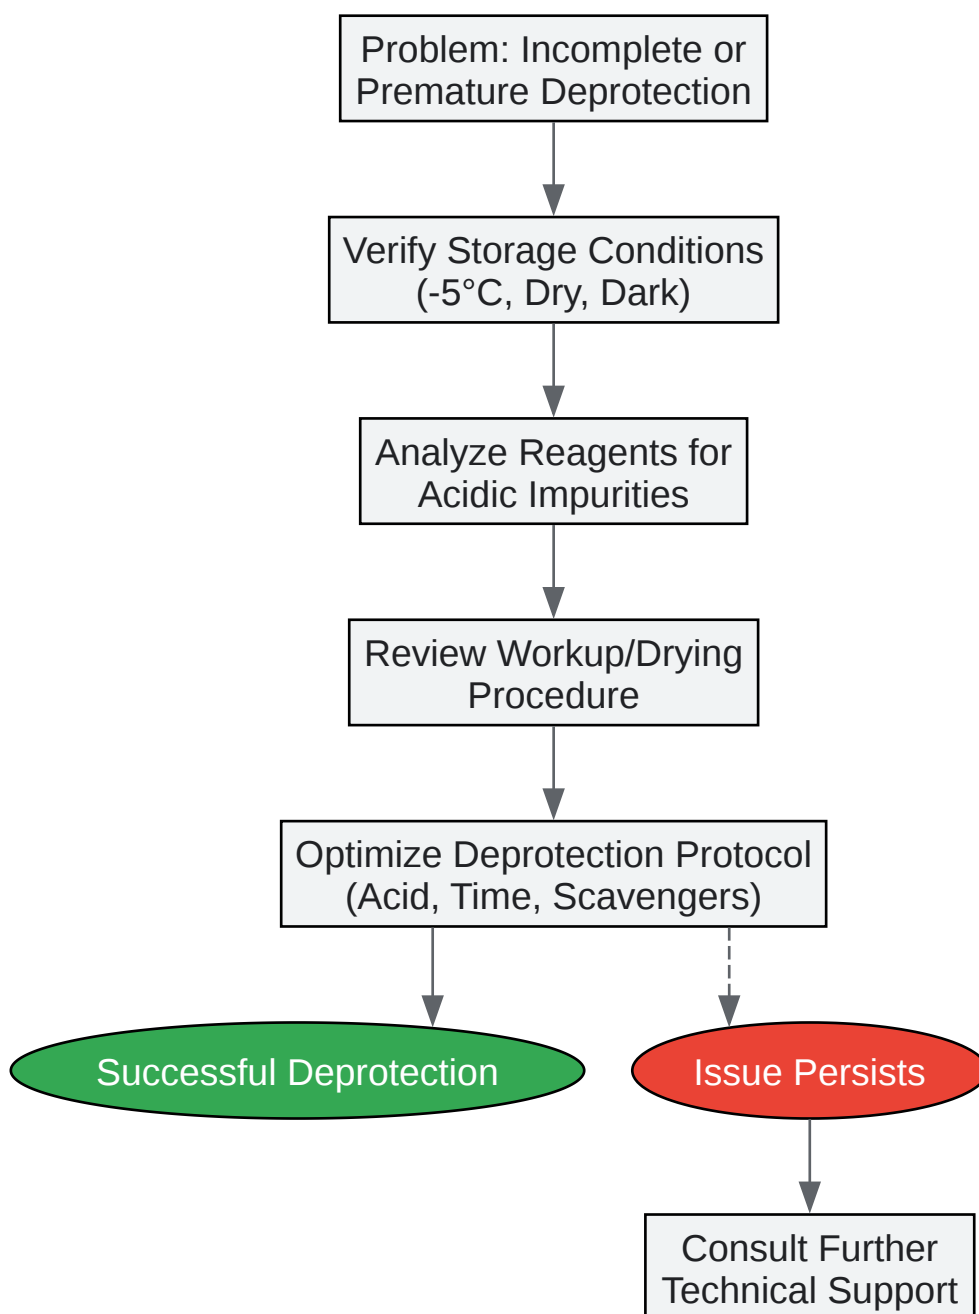 Problem: Incomplete or
Premature Deprotection
Verify Storage Conditions
(-5°C, Dry, Dark)
Analyze Reagents for
Acidic Impurities
Review Workup/Drying
Procedure
Optimize Deprotection Protocol
(Acid, Time, Scavengers)
Successful Deprotection
Issue Persists
Consult Further
Technical Support